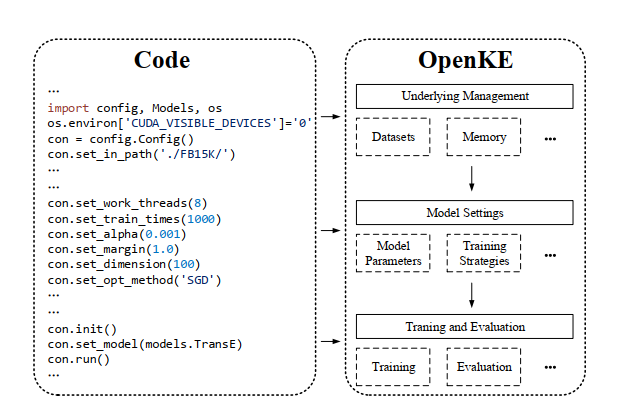 Code
...
import config, Models, os
os.environ['CUDA_VISIBLE_DEVICES']='0'
con = config.Config()
con.set_in_path('./FB15K/')
...
...
con.set_work_threads(8)
con.set_train_times(1000)
con.set_alpha(0.001)
con.set_margin(1.0)
con.set_dimension(100)
con.set_opt_method('SGD')
...
...
con.init()
con.set_model(models.TransE)
con.run()
...
OpenKE
Underlying Management
Datasets
Memory
...
Model Settings
Model
Parameters
Training
Strategies
...
Traning and Evaluation
Training
Evaluation
...